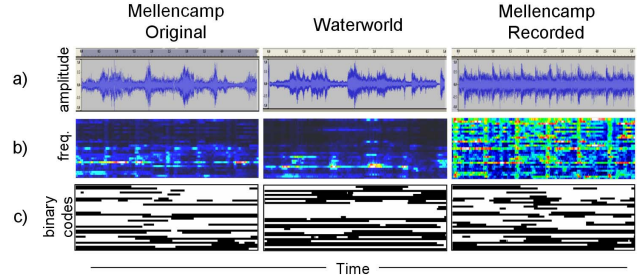 Mellencamp
Original
Waterworld
Mellencamp
Recorded
a)
amplitude
b)
freq.
c)
binary
codes
Time